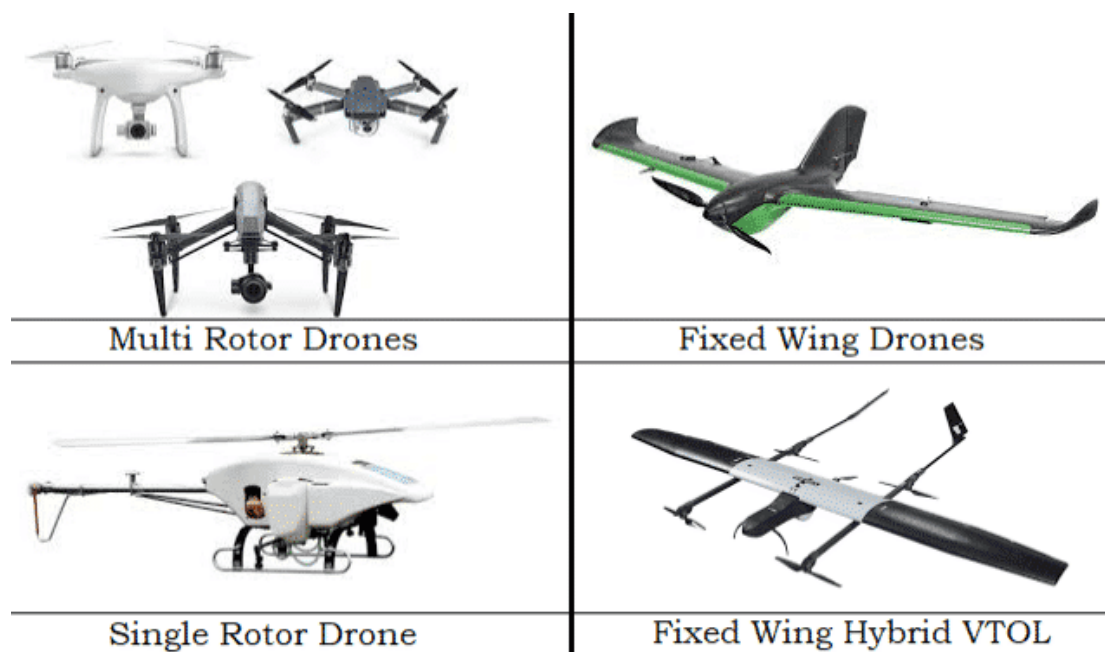 Multi Rotor Drones
Fixed Wing Drones
Single Rotor Drone
Fixed Wing Hybrid VTOL